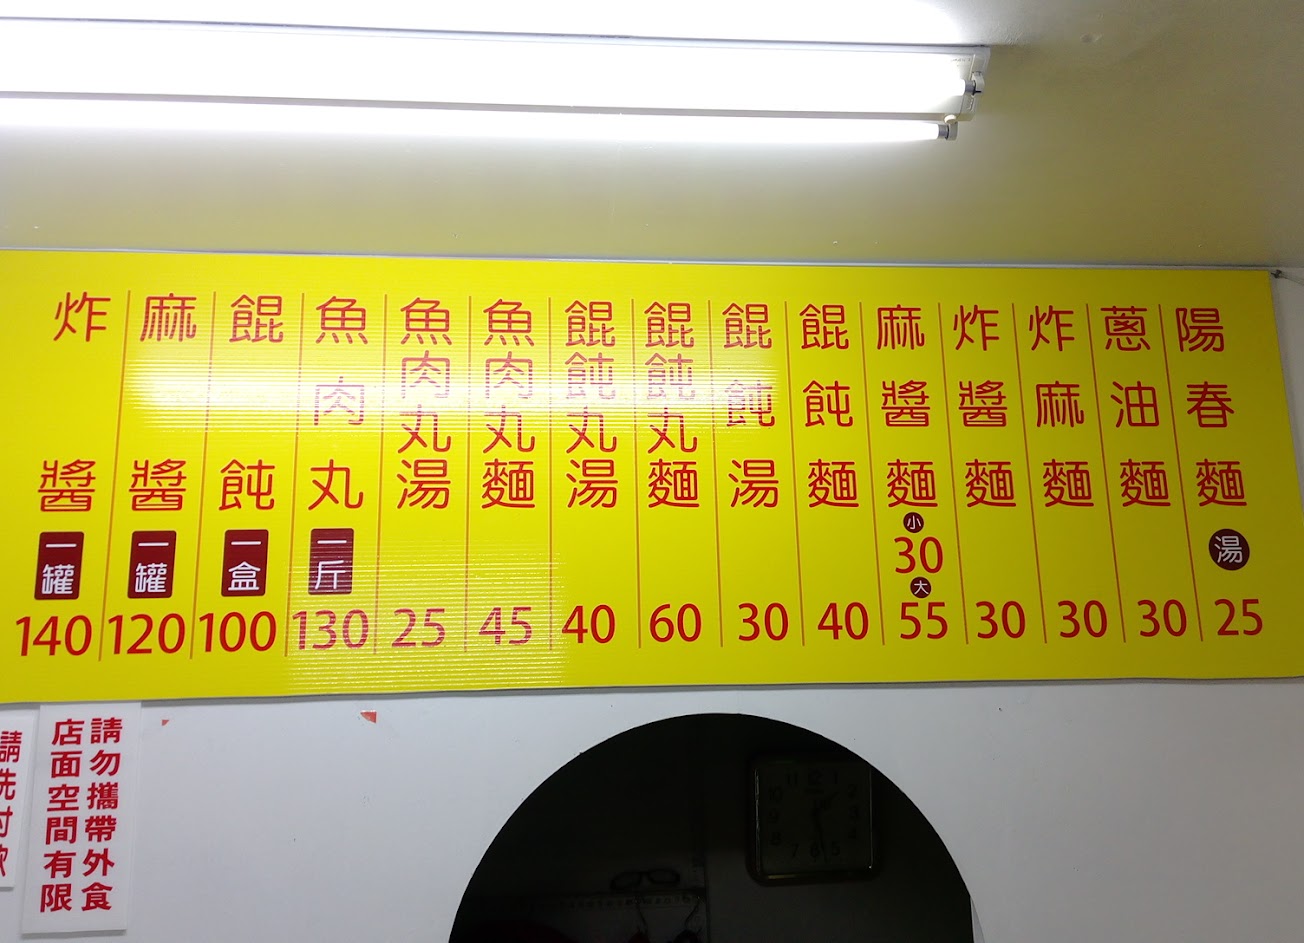 陽春麵 湯 25
蔥油麵 30
炸麻麵 30
炸醬麵 30
麻醬麵 小 30 大 55
餛飩麵 40
餛飩湯 30
餛飩丸麵 60
餛飩丸湯 40
魚肉丸麵 45
魚肉丸湯 25
魚肉丸 一斤 130
餛飩 一盒 100
麻醬 一罐 120
炸醬 一罐 140
請勿攜帶外食
店面空間有限
請先付款